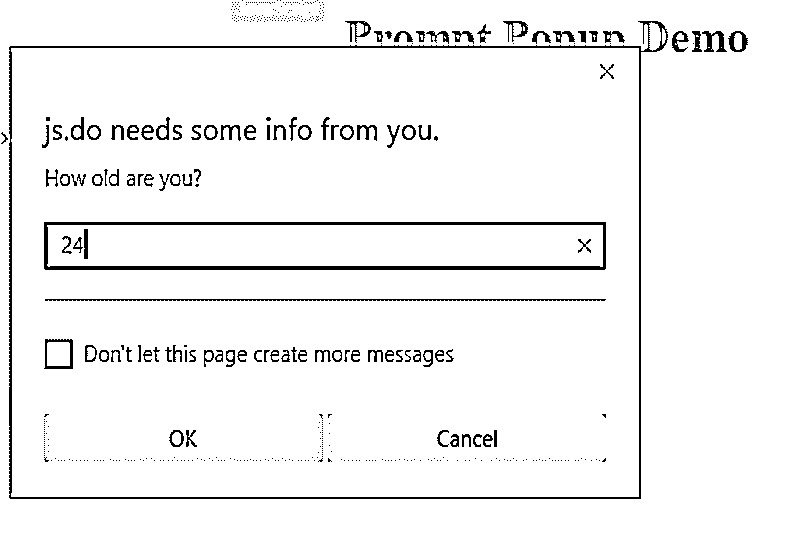 Prompt Popup Demo
js.do needs some info from you.
How old are you?
24
Don't let this page create more messages
OK Cancel